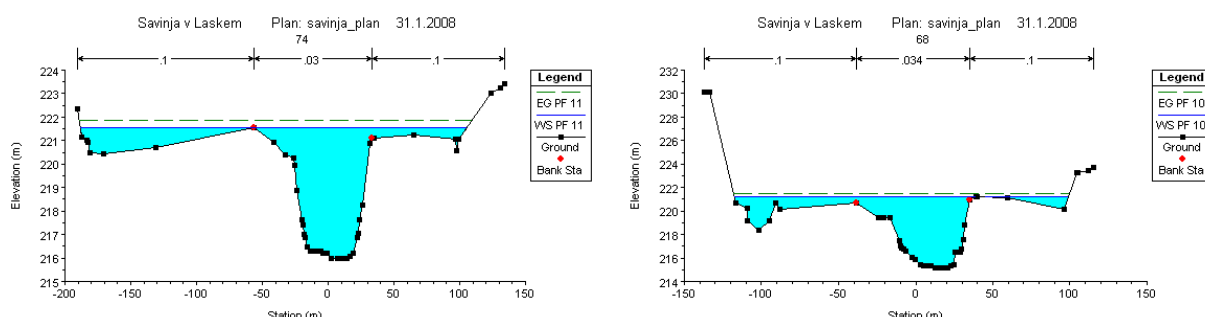 Savinja v Laskem Plan: savinja_plan 31.1.2008
74
.1 .03 .1
224
223
222
221
220
219
218
217
216
215
-200 -150 -100 -50 0 50 100 150
Station (m)
Elevation (m)
Legend
EG PF 11
WS PF 11
Ground
Bank Sta
Savinja v Laskem Plan: savinja_plan 31.1.2008
68
.1 .034 .1
232
230
228
226
224
222
220
218
216
214
-150 -100 -50 0 50 100 150
Station (m)
Elevation (m)
Legend
EG PF 10
WS PF 10
Ground
Bank Sta